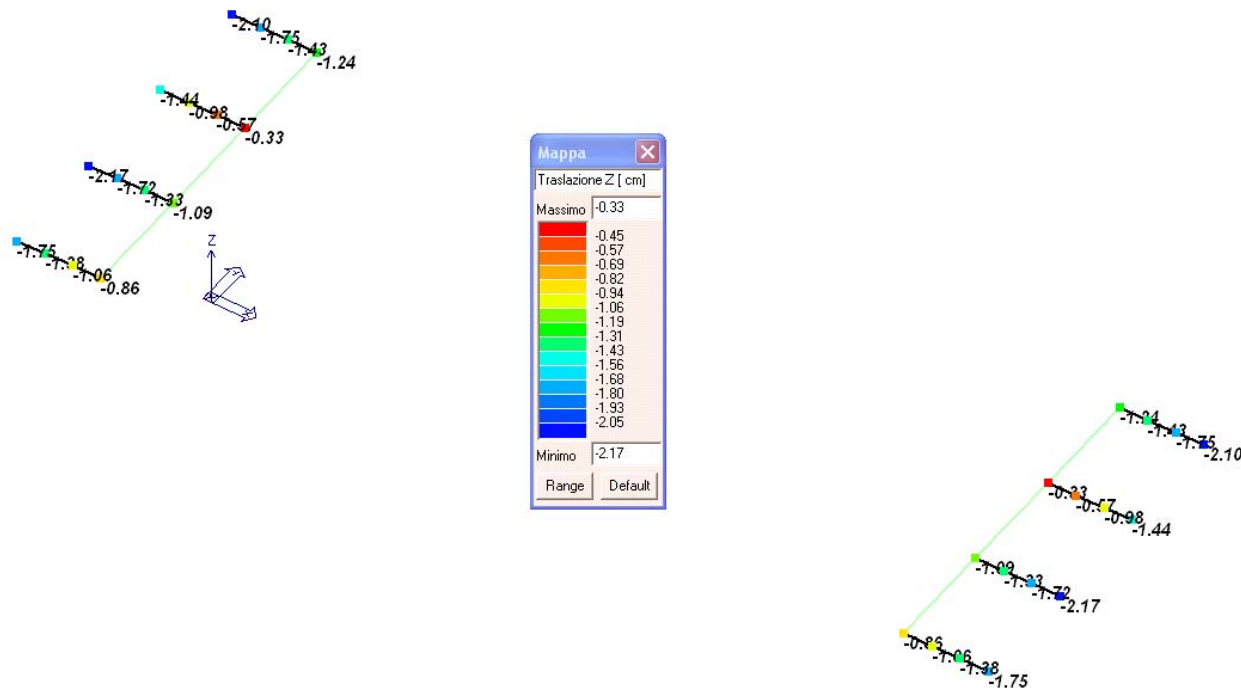 -2.10 -1.75 -1.43 -1.24
-1.44 -0.98 -0.57 -0.33
-2.17 -1.72 -1.33 -1.09
-1.75 -1.38 -1.06 -0.86
Z
Mappa
Traslazione Z [ cm]
Massimo -0.33
-0.45
-0.57
-0.69
-0.82
-0.94
-1.06
-1.19
-1.31
-1.43
-1.56
-1.68
-1.80
-1.93
-2.05
Minimo -2.17
Range Default
-1.24 -1.43 -1.75 -2.10
-0.33 -0.57 -0.98 -1.44
-1.09 -1.33 -1.72 -2.17
-0.86 -1.06 -1.38 -1.75